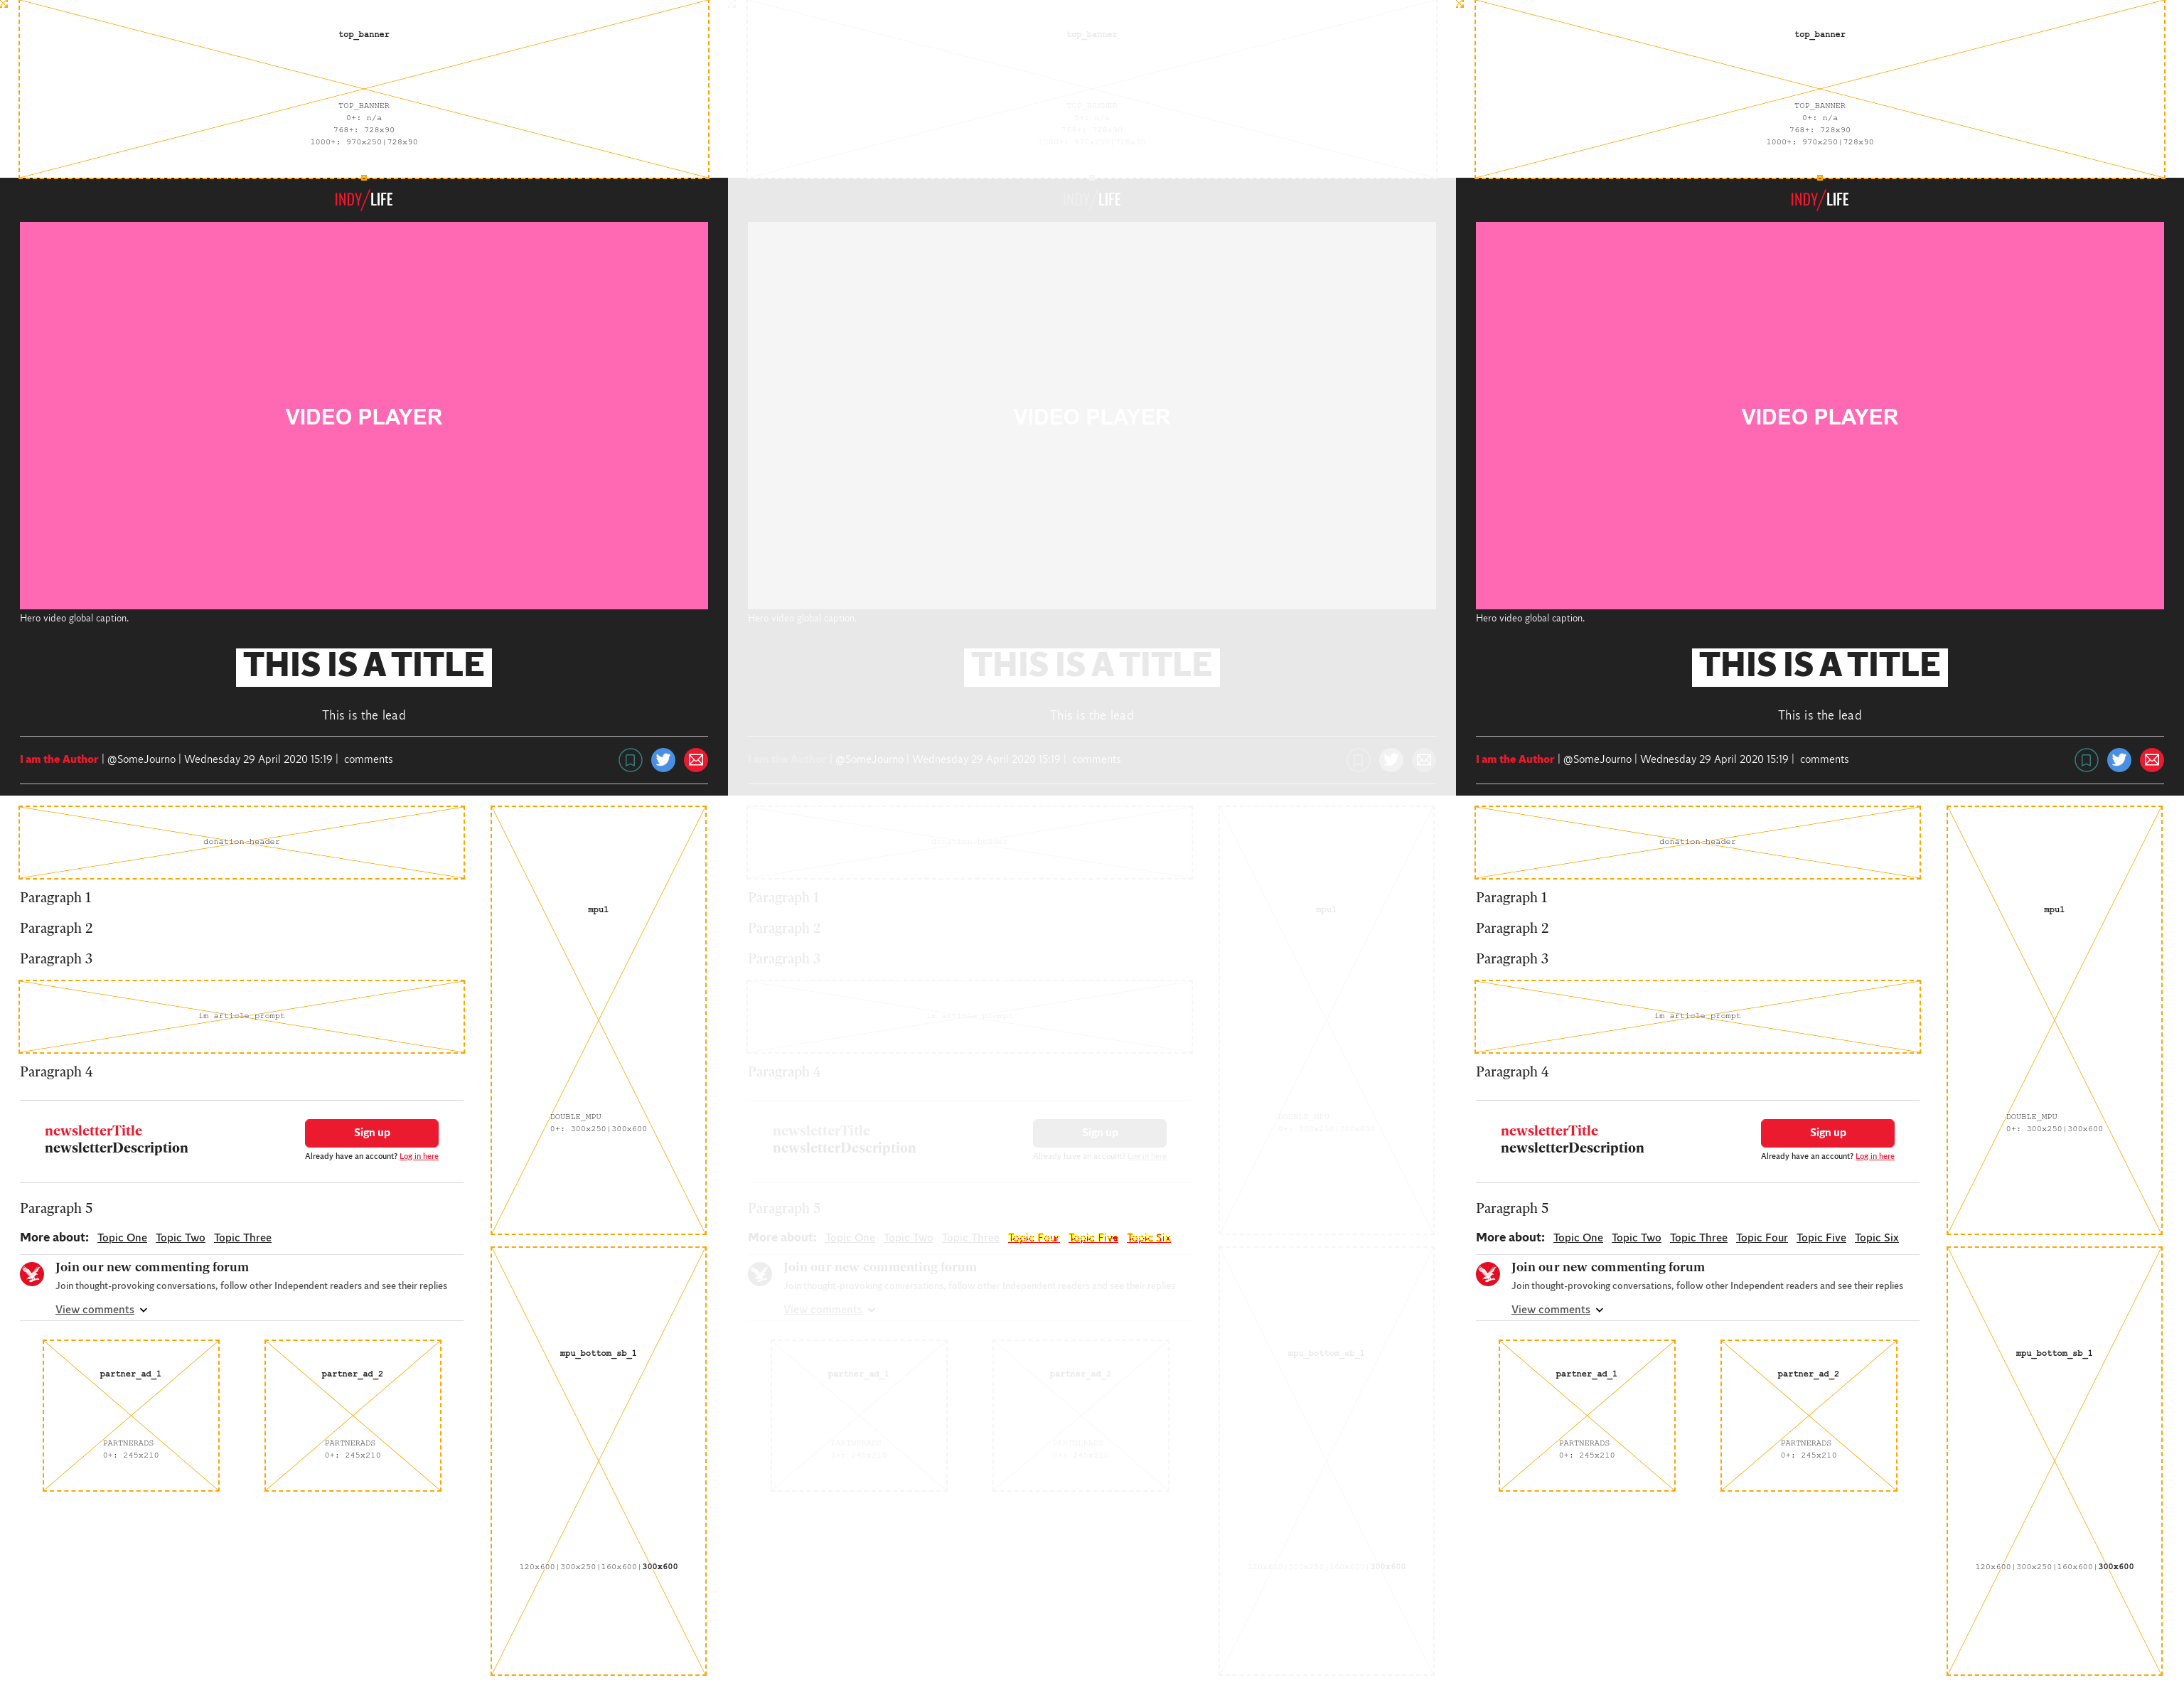 top_banner
TOP_BANNER
0+: n/a
768+: 728x90
1000+: 970x250|728x90
INDY/LIFE
VIDEO PLAYER
Hero video global caption.
THIS IS A TITLE
This is the lead
I am the Author | @SomeJourno | Wednesday 29 April 2020 15:19 | comments
donation header
Paragraph 1
Paragraph 2
Paragraph 3
im article prompt
Paragraph 4
newsletterTitle
newsletterDescription
Sign up
Already have an account? Log in here
Paragraph 5
More about: Topic One Topic Two Topic Three
Join our new commenting forum
Join thought-provoking conversations, follow other Independent readers and see their replies
View comments
partner_ad_1
PARTNERADS
0+: 245x210
partner_ad_2
PARTNERADS
0+: 245x210
mpu1
DOUBLE_MPU
0+: 300x250|300x600
mpu_bottom_sb_1
120x600|300x250|160x600|300x600
top_banner
TOP_BANNER
0+: n/a
768+: 728x90
1000+: 970x250|728x90
INDY/LIFE
VIDEO PLAYER
Hero video global caption.
THIS IS A TITLE
This is the lead
I am the Author | @SomeJourno | Wednesday 29 April 2020 15:19 | comments
donation header
Paragraph 1
Paragraph 2
Paragraph 3
im article prompt
Paragraph 4
newsletterTitle
newsletterDescription
Sign up
Already have an account? Log in here
Paragraph 5
More about: Topic One Topic Two Topic Three Topic Four Topic Five Topic Six
Join our new commenting forum
Join thought-provoking conversations, follow other Independent readers and see their replies
View comments
partner_ad_1
PARTNERADS
0+: 245x210
partner_ad_2
PARTNERADS
0+: 245x210
mpu1
DOUBLE_MPU
0+: 300x250|300x600
mpu_bottom_sb_1
120x600|300x250|160x600|300x600
top_banner
TOP_BANNER
0+: n/a
768+: 728x90
1000+: 970x250|728x90
INDY/LIFE
VIDEO PLAYER
Hero video global caption.
THIS IS A TITLE
This is the lead
I am the Author | @SomeJourno | Wednesday 29 April 2020 15:19 | comments
donation header
Paragraph 1
Paragraph 2
Paragraph 3
im article prompt
Paragraph 4
newsletterTitle
newsletterDescription
Sign up
Already have an account? Log in here
Paragraph 5
More about: Topic One Topic Two Topic Three Topic Four Topic Five Topic Six
Join our new commenting forum
Join thought-provoking conversations, follow other Independent readers and see their replies
View comments
partner_ad_1
PARTNERADS
0+: 245x210
partner_ad_2
PARTNERADS
0+: 245x210
mpu1
DOUBLE_MPU
0+: 300x250|300x600
mpu_bottom_sb_1
120x600|300x250|160x600|300x600